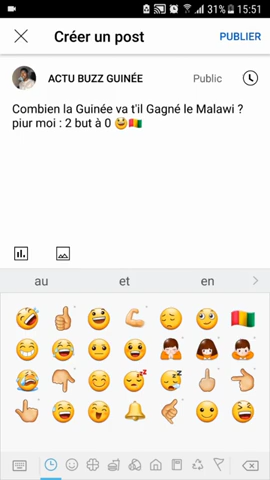 31% 15:51
Créer un post
PUBLIER
ACTU BUZZ GUINÉE
Public
Combien la Guinée va t'il Gagné le Malawi ?
piur moi : 2 but à 0 😆🇬🇳
au et en